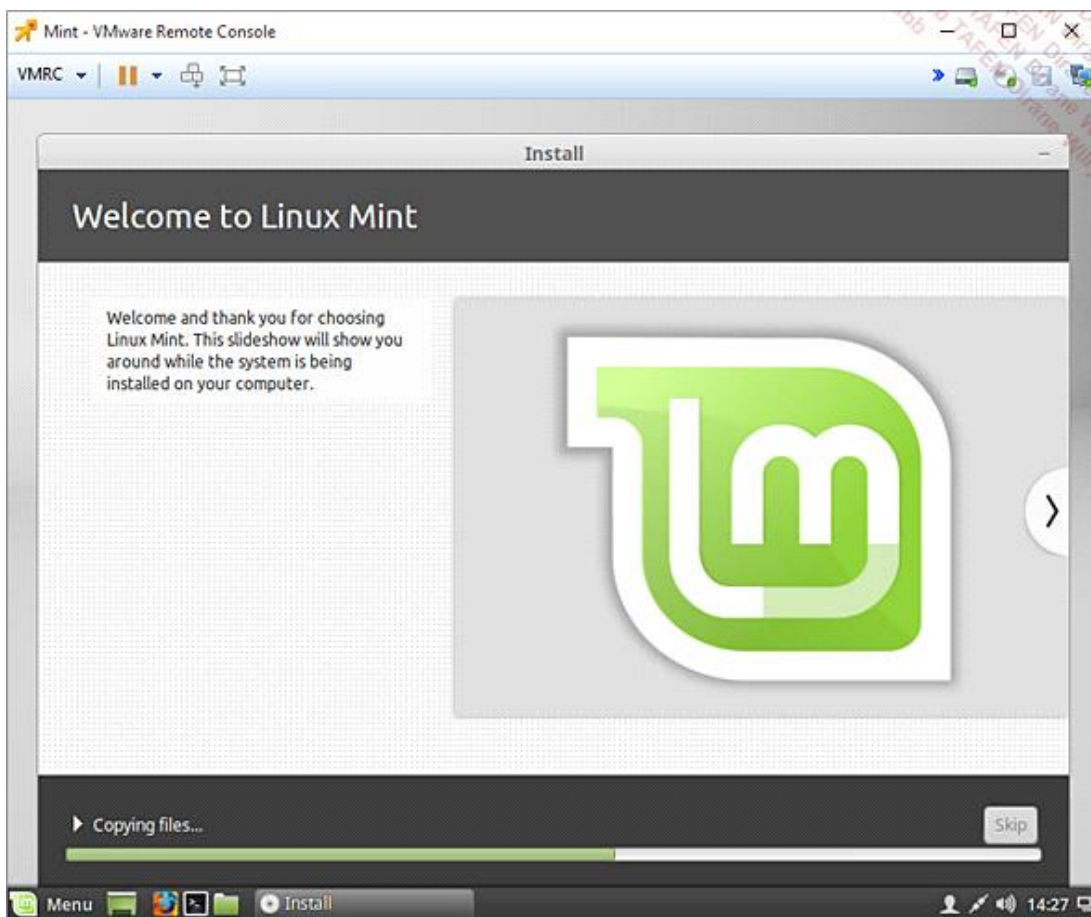 Mint - VMware Remote Console
VMRC
Install
Welcome to Linux Mint
Welcome and thank you for choosing
Linux Mint. This slideshow will show you
around while the system is being
installed on your computer.
Copying files...
Skip
Menu
Install
14:27